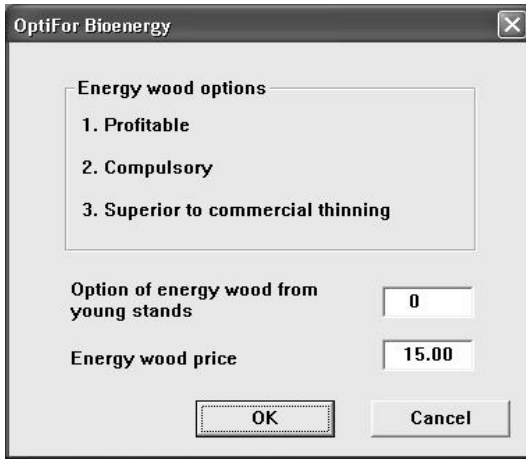 OptiFor Bioenergy
Energy wood options
1. Profitable
2. Compulsory
3. Superior to commercial thinning
Option of energy wood from
young stands
0
Energy wood price
15.00
OK
Cancel